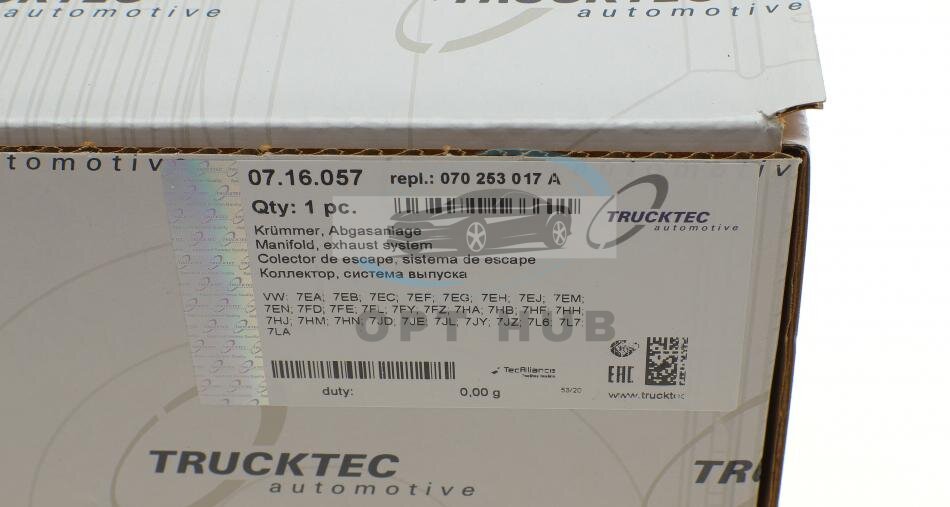 TRUCKTEC
automotive
automotive
utomotive
07.16.057 repl.: 070 253 017 A
Qty: 1 pc.
TRUCKTEC
automotive
Krümmer, Abgasanlage
Manifold, exhaust system
Colector de escape, sistema de escape
Коллектор, система выпуска
VW: 7EA; 7EB; 7EC; 7EF; 7EG; 7EH; 7EJ; 7EM;
7EN; 7FD; 7FE; 7FL; 7FY; 7FZ; 7HA; 7HB; 7HF; 7HH;
7HJ; 7HM; 7HN; 7JD; 7JE; 7JL; 7JY; 7JZ; 7L6; 7L7;
7LA
OPT HUB
TecAlliance
EAC
duty: 0,00 g 53/20 www.trucktec
TRUCKTEC
automotive
TRU